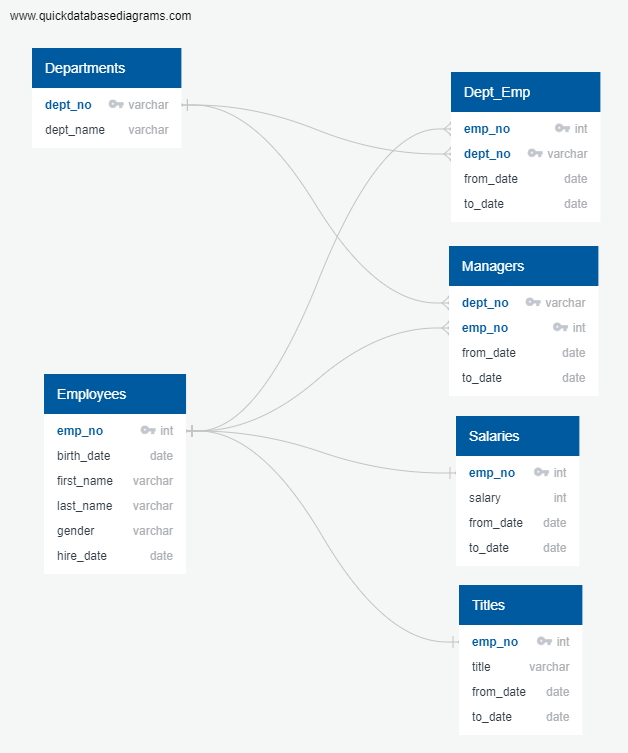 www.quickdatabasediagrams.com
Departments
dept_no varchar
dept_name varchar
Dept_Emp
emp_no int
dept_no varchar
from_date date
to_date date
Managers
dept_no varchar
emp_no int
from_date date
to_date date
Employees
emp_no int
birth_date date
first_name varchar
last_name varchar
gender varchar
hire_date date
Salaries
emp_no int
salary int
from_date date
to_date date
Titles
emp_no int
title varchar
from_date date
to_date date